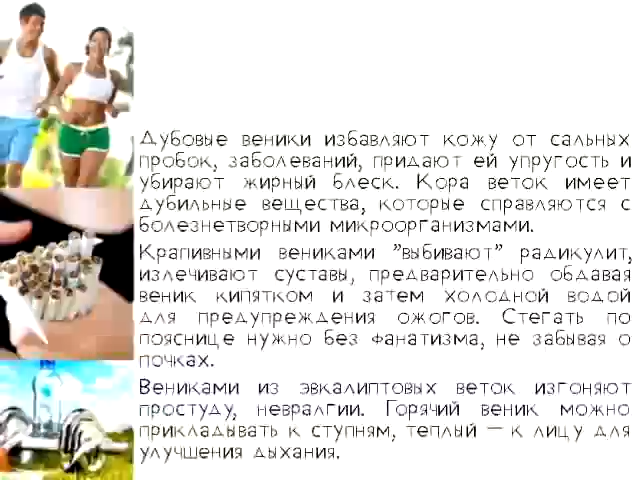 Дубовые веники избавляют кожу от сальных
пробок, заболеваний, придают ей упругость и
убирают жирный блеск. Кора веток имеет
дубильные вещества, которые справляются с
болезнетворными микроорганизмами.
Крапивными вениками "выбивают" радикулит,
излечивают суставы, предварительно обдавая
веник кипятком и затем холодной водой
для предупреждения ожогов. Стегать по
пояснице нужно без фанатизма, не забывая о
почках.
Вениками из эвкалиптовых веток изгоняют
простуду, невралгии. Горячий веник можно
прикладывать к ступням, теплый – к лицу для
улучшения дыхания.